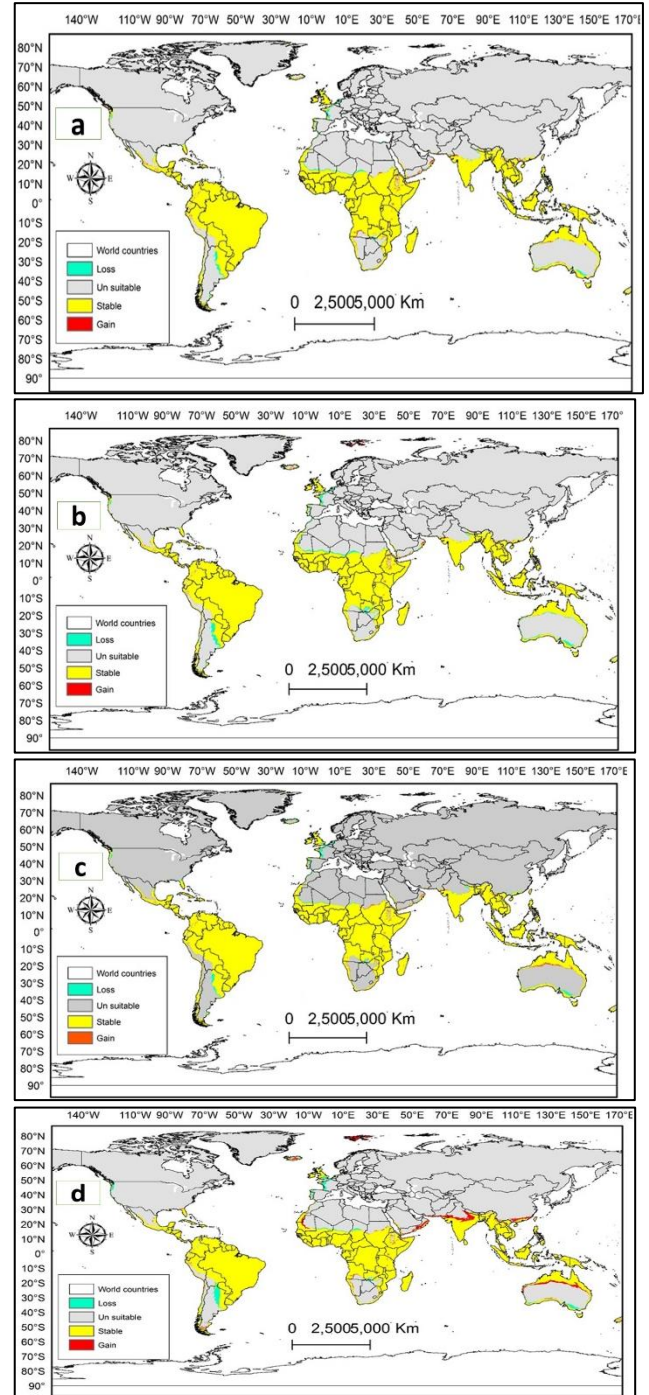 140°W 110°W 90°W 70°W 50°W 30°W 10°W 10°E 30°E 50°E 70°E 90°E 110°E 130°E 150°E 170°E
80°N
70°N
60°N
50°N
40°N
30°N
20°N
10°N
0°
10°S
20°S
30°S
40°S
50°S
60°S
70°S
80°S
90°
a
N
W E
S
World countries
Loss
Un suitable
Stable
Gain
0 2,5005,000 Km
140°W 110°W 90°W 70°W 50°W 30°W 10°W 10°E 30°E 50°E 70°E 90°E 110°E 130°E 150°E 170°E
80°N
70°N
60°N
50°N
40°N
30°N
20°N
10°N
0°
10°S
20°S
30°S
40°S
50°S
60°S
70°S
80°S
90°
b
N
W E
S
World countries
Loss
Un suitable
Stable
Gain
0 2,5005,000 Km
140°W 110°W 90°W 70°W 50°W 30°W 10°W 10°E 30°E 50°E 70°E 90°E 110°E 130°E 150°E
80°N
70°N
60°N
50°N
40°N
30°N
20°N
10°N
0°
10°S
20°S
30°S
40°S
50°S
60°S
70°S
80°S
90°
c
N
W E
S
World countries
Loss
Un suitable
Stable
Gain
0 2,5005,000 Km
140°W 110°W 90°W 70°W 50°W 30°W 10°W 10°E 30°E 50°E 70°E 90°E 110°E 130°E 150°E 170°E
80°N
70°N
60°N
50°N
40°N
30°N
20°N
10°N
0°
10°S
20°S
30°S
40°S
50°S
60°S
70°S
80°S
90°
d
N
W E
S
World countries
Loss
Un suitable
Stable
Gain
0 2,5005,000 Km